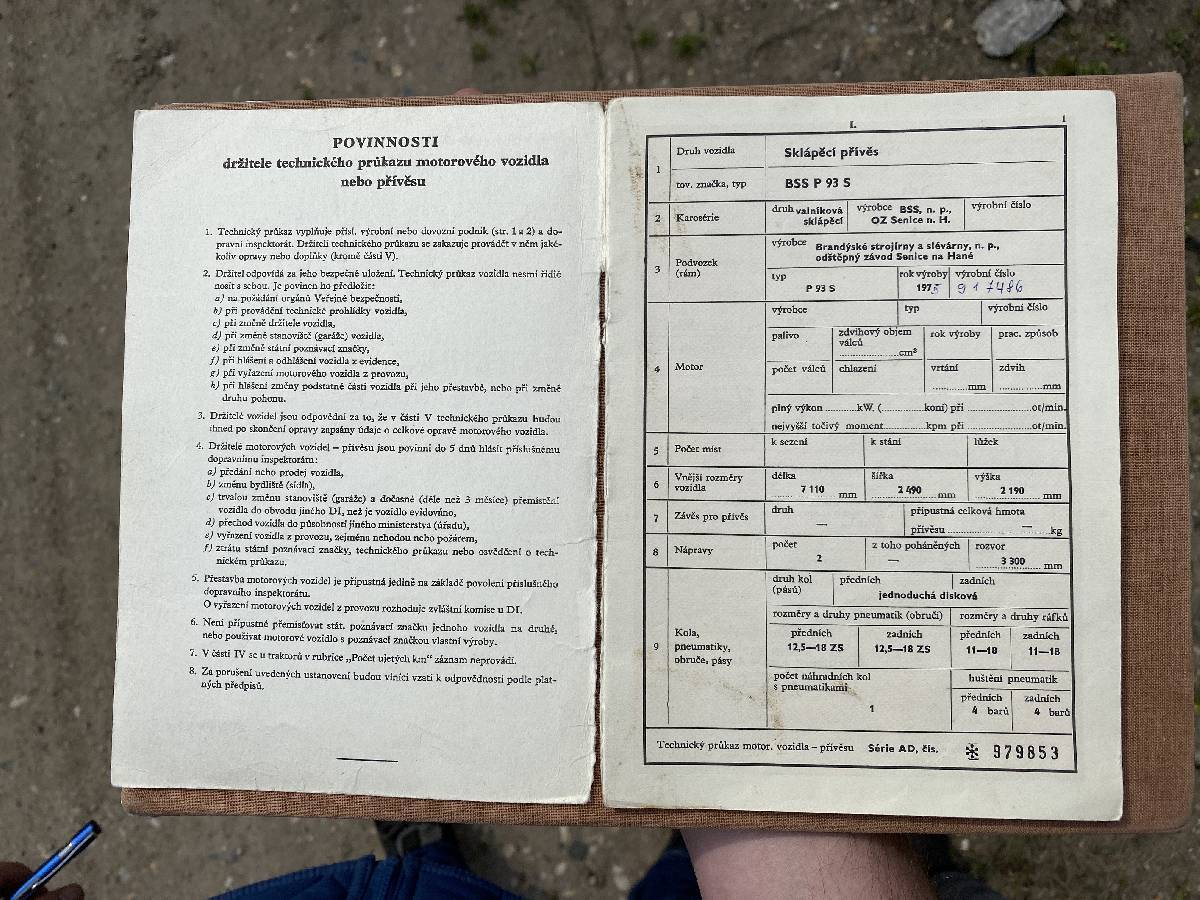 POVINNOSTI
držitele technického průkazu motorového vozidla
nebo přívěsu
1. Technický průkaz vyplňuje přísl. výrobní nebo dovozní podnik (str. 1 a 2) a do-
pravní inspektorát. Držiteli technického průkazu se zakazuje provádět v něm jaké-
koliv opravy nebo doplňky (kromě části V).
2. Držitel odpovídá za jeho bezpečné uložení. Technický průkaz vozidla nesmí řidič
nosit s sebou. Je povinen ho předložit:
a) na požádání orgánů Veřejné bezpečnosti,
b) při provádění technické prohlídky vozidla,
c) při změně držitele vozidla,
d) při změně stanoviště (garáže) vozidla,
e) při změně státní poznávací značky,
f) při hlášení a odhlášení vozidla z evidence,
g) při vyřazení motorového vozidla z provozu,
h) při hlášení změny podstatné části vozidla při jeho přestavbě, nebo při změně
druhu pohonu.
3. Držitelé vozidel jsou odpovědni za to, že v části V technického průkazu budou
ihned po skončení opravy zapsány údaje o celkové opravě motorového vozidla.
4. Držitelé motorových vozidel – přívěsu jsou povinni do 5 dnů hlásit příslušnému
dopravnímu inspektorátu:
a) předání nebo prodej vozidla,
b) změnu bydliště (sídla),
c) trvalou změnu stanoviště (garáže) a dočasné (déle než 3 měsíce) přemístění
vozidla do obvodu jiného DI, než je vozidlo evidováno,
d) přechod vozidla do působnosti jiného ministerstva (úřadu),
e) vyřazení vozidla z provozu, zejména nehodou nebo požárem,
f) ztrátu státní poznávací značky, technického průkazu nebo osvědčení o tech-
nickém průkazu.
5. Přestavba motorových vozidel je přípustná jedině na základě povolení příslušného
dopravního inspektorátu.
O vyřazení motorových vozidel z provozu rozhoduje zvláštní komise u DI.
6. Není přípustné přemisťovat stát. poznávací značku jednoho vozidla na druhé,
nebo používat motorové vozidlo s poznávací značkou vlastní výroby.
7. V části IV se u traktorů v rubrice „Počet ujetých km“ záznam neprovádí.
8. Za porušení uvedených ustanovení budou viníci vzati k odpovědnosti podle plat-
ných předpisů.
I. 1
1 Druh vozidla Sklápěcí přívěs
tov. značka, typ BSS P 93 S
2 Karosérie druh valníková sklápěcí výrobce BSS, n. p., OZ Senice n. H. výrobní číslo
3 Podvozek (rám) výrobce Brandýské strojírny a slévárny, n. p.,
odštěpný závod Senice na Hané
typ rok výroby výrobní číslo
P 93 S 197 917486
4 Motor výrobce typ výrobní číslo
palivo zdvihový objem válců ............cm³ rok výroby prac. způsob
počet válců chlazení vrtání ............mm zdvih ............mm
plný výkon ............kW. (............ koní) při ............ot/min.
nejvyšší točivý moment ............kpm při ............ot/min.
5 Počet míst k sezení k stání lůžek
6 Vnější rozměry vozidla délka šířka výška
7 110 mm 2 490 mm 2 190 mm
7 Závěs pro přívěs druh — přípustná celková hmota
přívěsu — kg
8 Nápravy počet z toho poháněných rozvor
2 — 3 300 mm
9 Kola, pneumatiky, obruče, pásy druh kol (pásů) předních zadních
jednoduchá disková
rozměry a druhy pneumatik (obručí) rozměry a druhy ráfků
předních zadních předních zadních
12,5—18 ZS 12,5—18 ZS 11—18 11—18
počet náhradních kol s pneumatikami huštění pneumatik
předních zadních
1 4 barů 4 barů
Technický průkaz motor. vozidla – přívěsu Série AD, čís. ✻ 979853